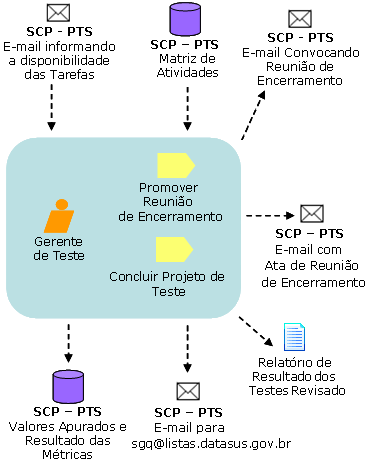 SCP - PTS
E-mail informando
a disponibilidade
das Tarefas
SCP – PTS
Matriz de
Atividades
SCP - PTS
E-mail Convocando
Reunião de
Encerramento
Promover
Reunião
de Encerramento
Gerente
de Teste
Concluir Projeto de
Teste
SCP – PTS
E-mail com
Ata de Reunião
de Encerramento
Relatório de
Resultado dos
Testes Revisado
SCP – PTS
Valores Apurados e
Resultado das
Métricas
SCP – PTS
E-mail para
sgq@listas.datasus.gov.br